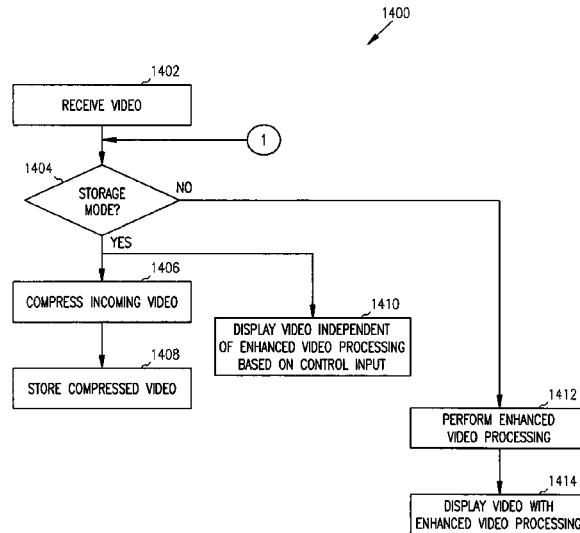 1400
1402
RECEIVE VIDEO
1
1404
STORAGE
MODE?
NO
YES
1406
COMPRESS INCOMING VIDEO
1410
DISPLAY VIDEO INDEPENDENT
OF ENHANCED VIDEO PROCESSING
BASED ON CONTROL INPUT
1408
STORE COMPRESSED VIDEO
1412
PERFORM ENHANCED
VIDEO PROCESSING
1414
DISPLAY VIDEO WITH
ENHANCED VIDEO PROCESSING